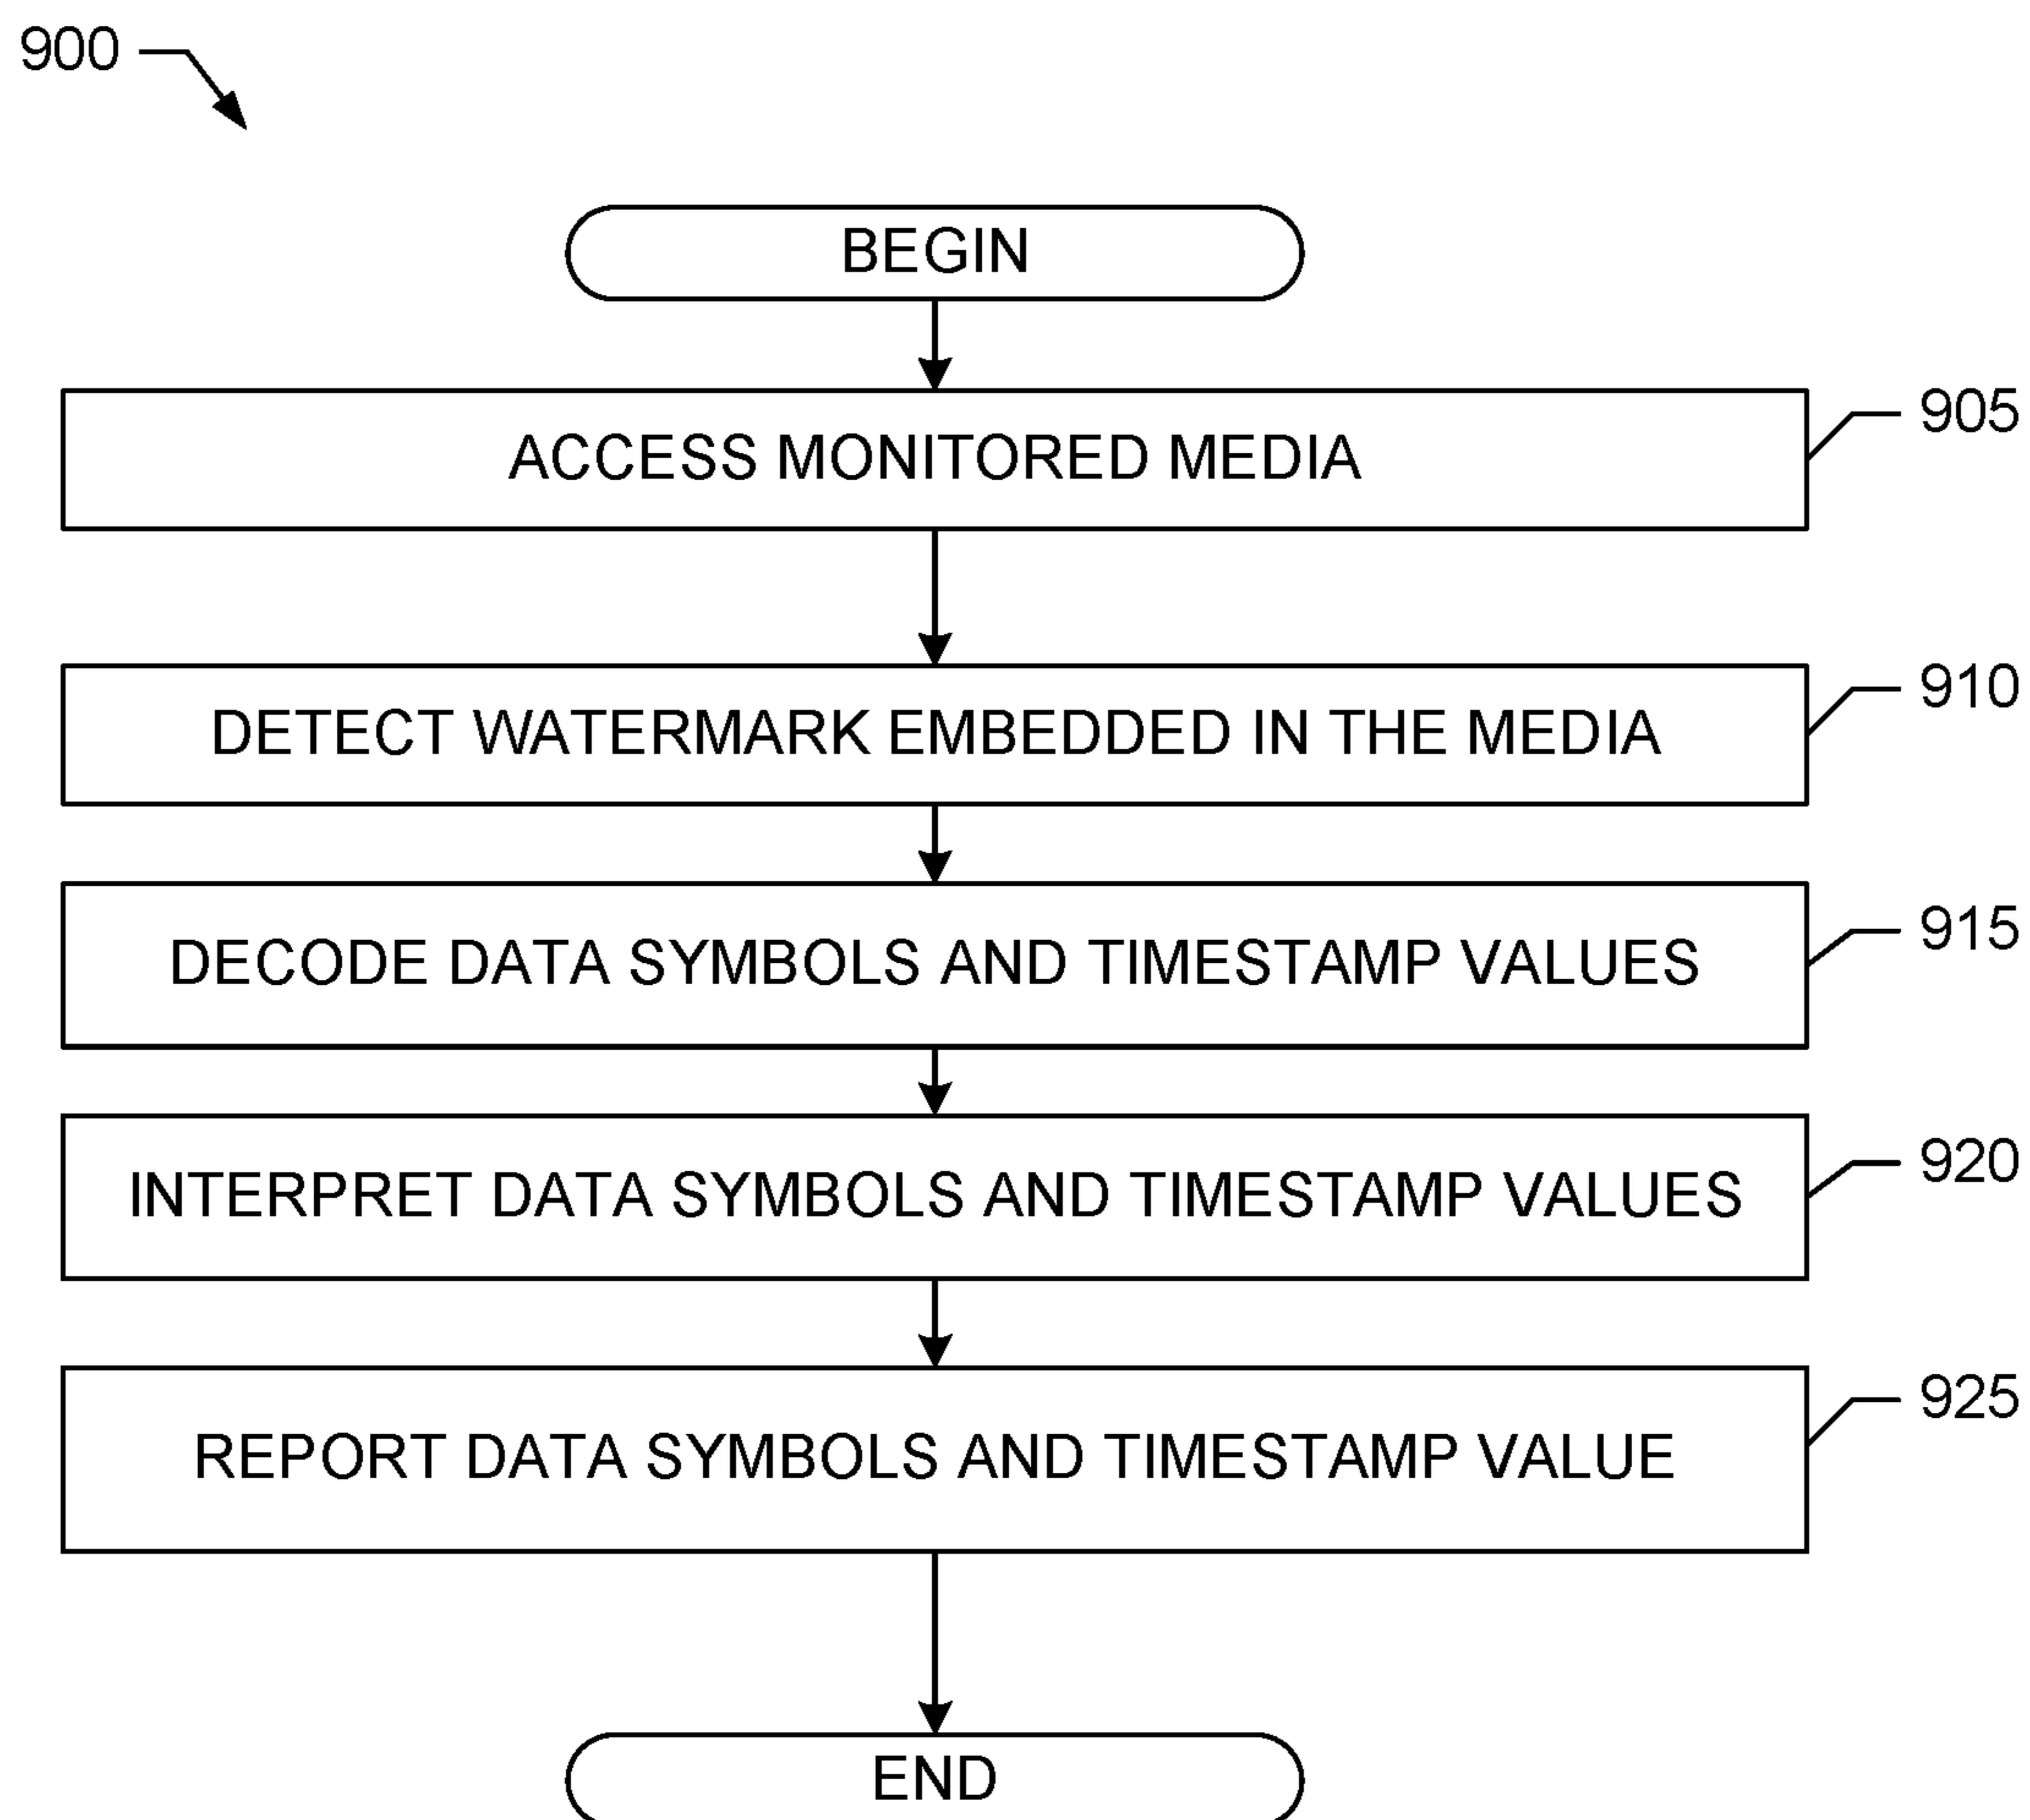 900
BEGIN
ACCESS MONITORED MEDIA
905
DETECT WATERMARK EMBEDDED IN THE MEDIA
910
DECODE DATA SYMBOLS AND TIMESTAMP VALUES
915
INTERPRET DATA SYMBOLS AND TIMESTAMP VALUES
920
REPORT DATA SYMBOLS AND TIMESTAMP VALUE
925
END